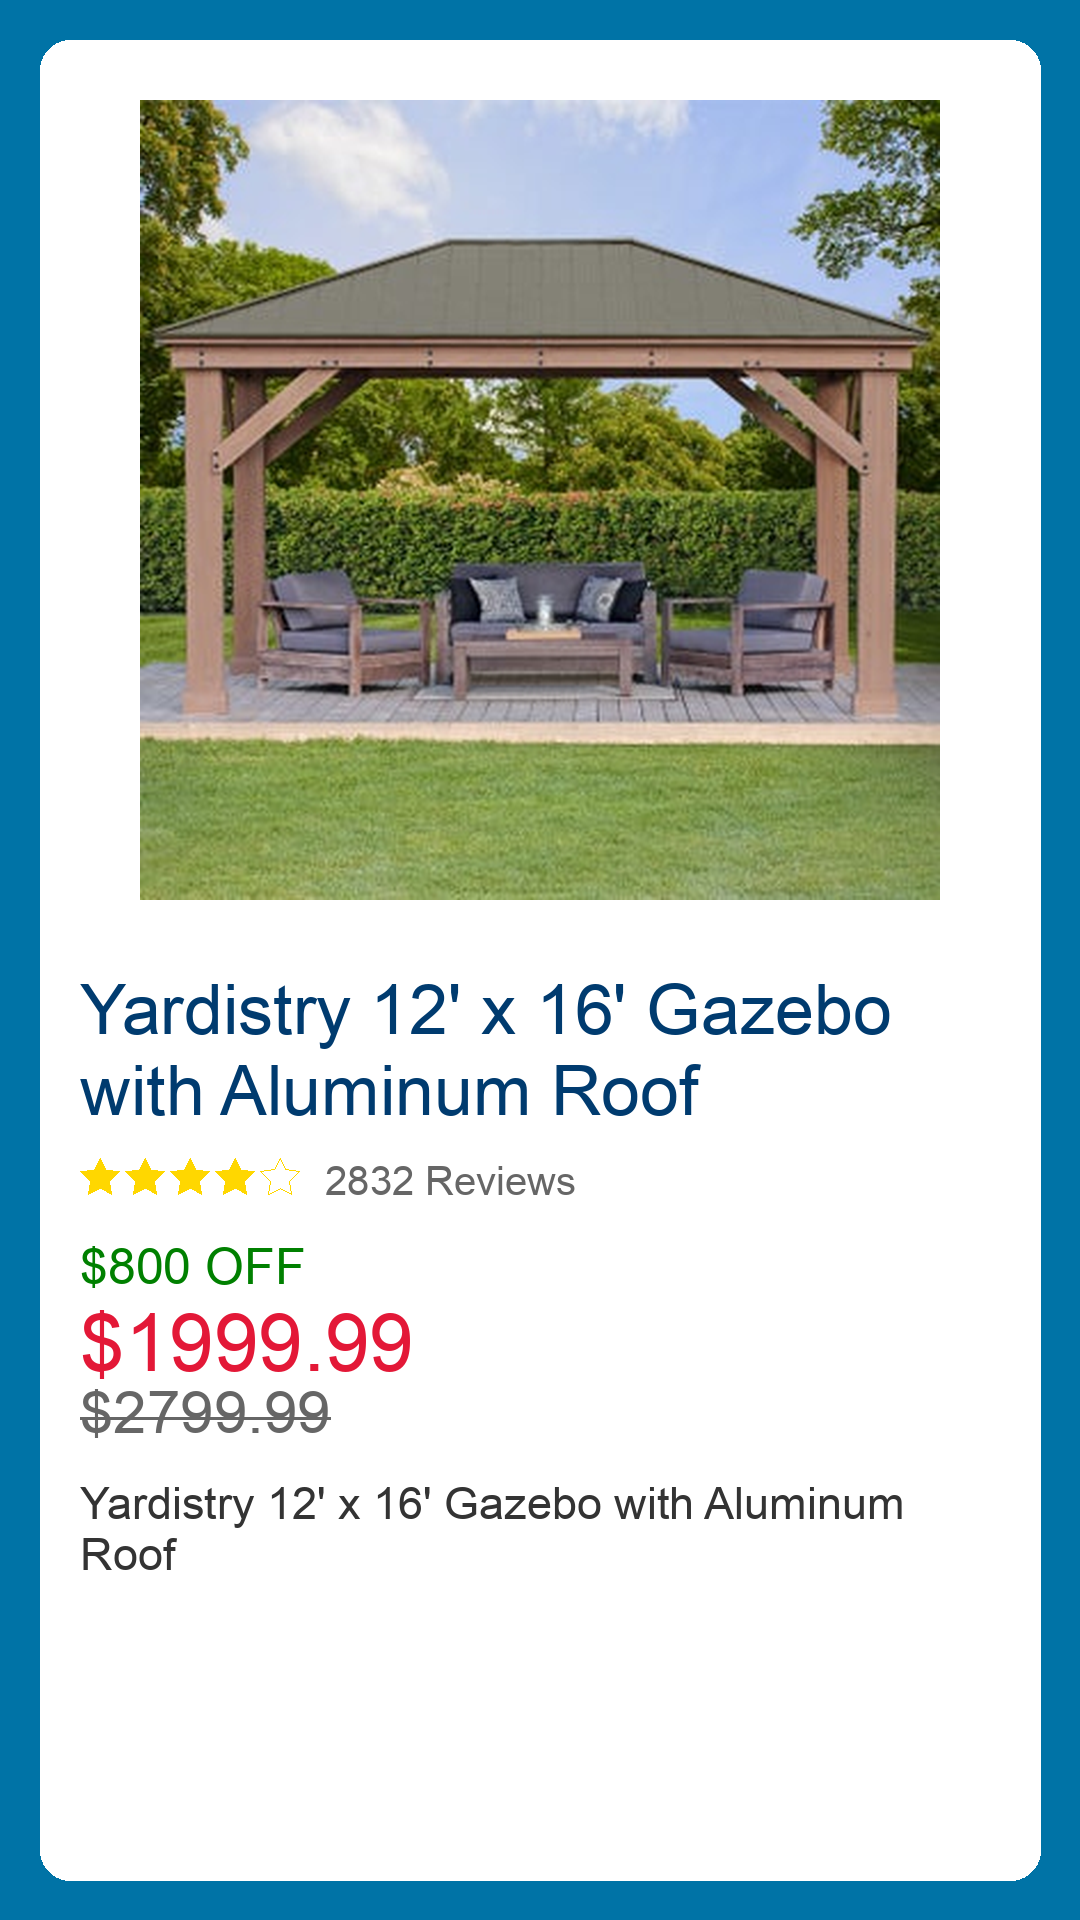 Yardistry 12' x 16' Gazebo
with Aluminum Roof
2832 Reviews
$800 OFF
$1999.99
$2799.99
Yardistry 12' x 16' Gazebo with Aluminum
Roof